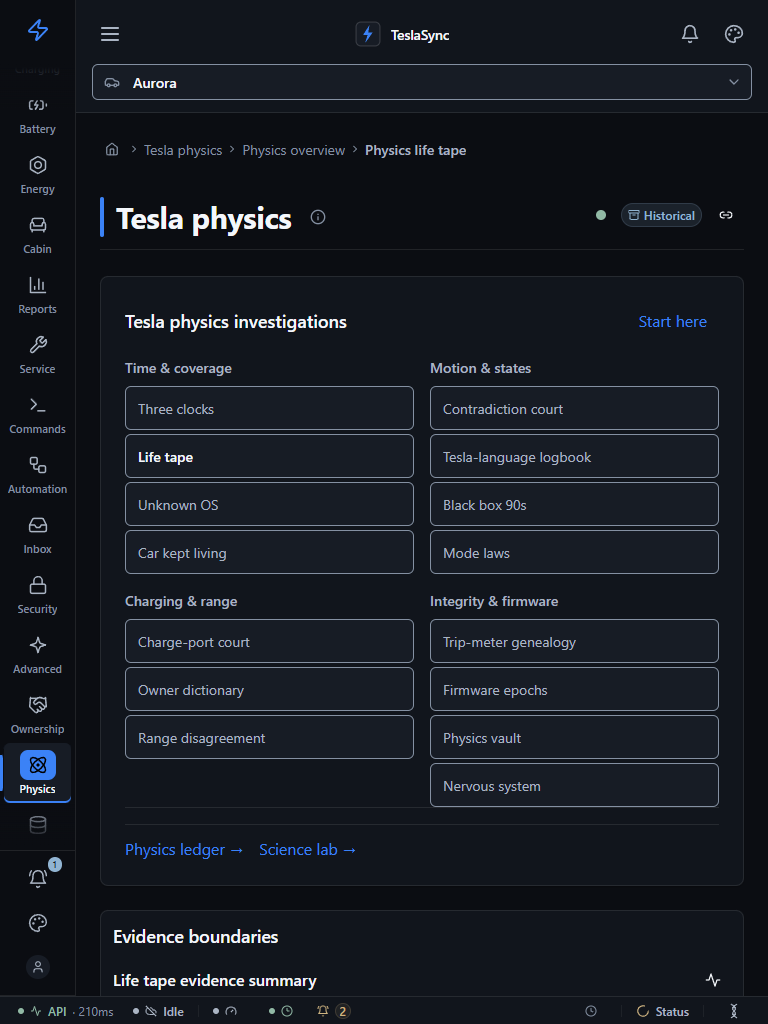 TeslaSync
Aurora
Charging
Battery
Energy
Cabin
Reports
Service
Commands
Automation
Inbox
Security
Advanced
Ownership
Physics
1
Tesla physics > Physics overview > Physics life tape
Tesla physics
Historical
Tesla physics investigations
Start here
Time & coverage
Three clocks
Life tape
Unknown OS
Car kept living
Motion & states
Contradiction court
Tesla-language logbook
Black box 90s
Mode laws
Charging & range
Charge-port court
Owner dictionary
Range disagreement
Integrity & firmware
Trip-meter genealogy
Firmware epochs
Physics vault
Nervous system
Physics ledger → Science lab →
Evidence boundaries
Life tape evidence summary
API · 210ms Idle 2 Status